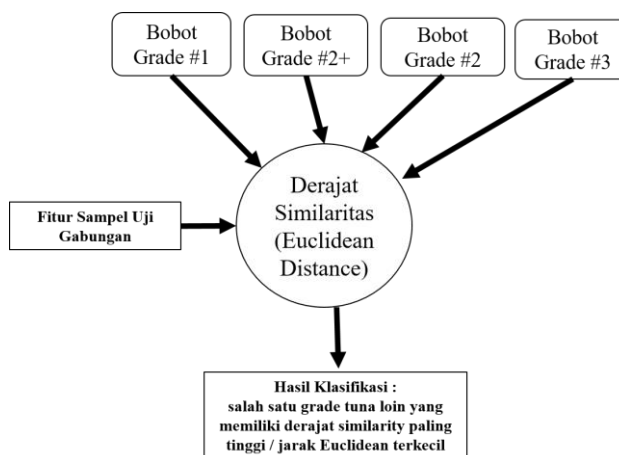 Bobot
Grade #1
Bobot
Grade #2+
Bobot
Grade #2
Bobot
Grade #3
Derajat
Similaritas
(Euclidean
Distance)
Fitur Sampel Uji
Gabungan
Hasil Klasifikasi :
salah satu grade tuna loin yang
memiliki derajat similarity paling
tinggi / jarak Euclidean terkecil